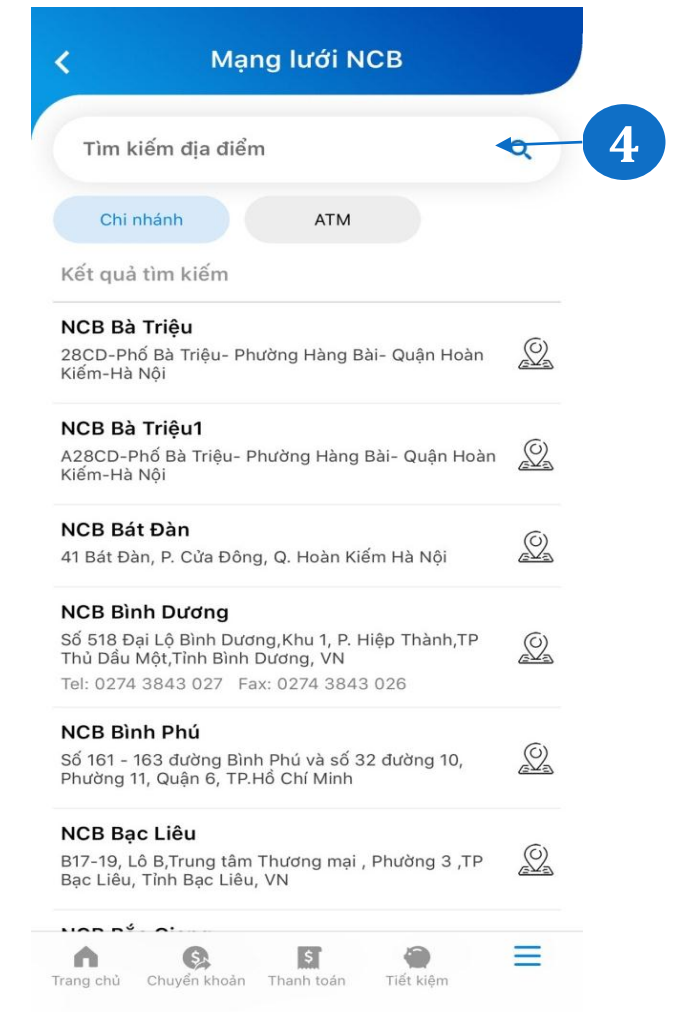 Mạng lưới NCB
Tìm kiếm địa điểm
4
Chi nhánh
ATM
Kết quả tìm kiếm
NCB Bà Triệu
28CD-Phố Bà Triệu- Phường Hàng Bài- Quận Hoàn
Kiếm-Hà Nội
NCB Bà Triệu1
A28CD-Phố Bà Triệu- Phường Hàng Bài- Quận Hoàn
Kiếm-Hà Nội
NCB Bát Đàn
41 Bát Đàn, P. Cửa Đông, Q. Hoàn Kiếm Hà Nội
NCB Bình Dương
Số 518 Đại Lộ Bình Dương,Khu 1, P. Hiệp Thành,TP
Thủ Dầu Một,Tỉnh Bình Dương, VN
Tel: 0274 3843 027 Fax: 0274 3843 026
NCB Bình Phú
Số 161 - 163 đường Bình Phú và số 32 đường 10,
Phường 11, Quận 6, TP.Hồ Chí Minh
NCB Bạc Liêu
B17-19, Lô B,Trung tâm Thương mại , Phường 3 ,TP
Bạc Liêu, Tỉnh Bạc Liêu, VN
Trang chủ
Chuyển khoản
Thanh toán
Tiết kiệm